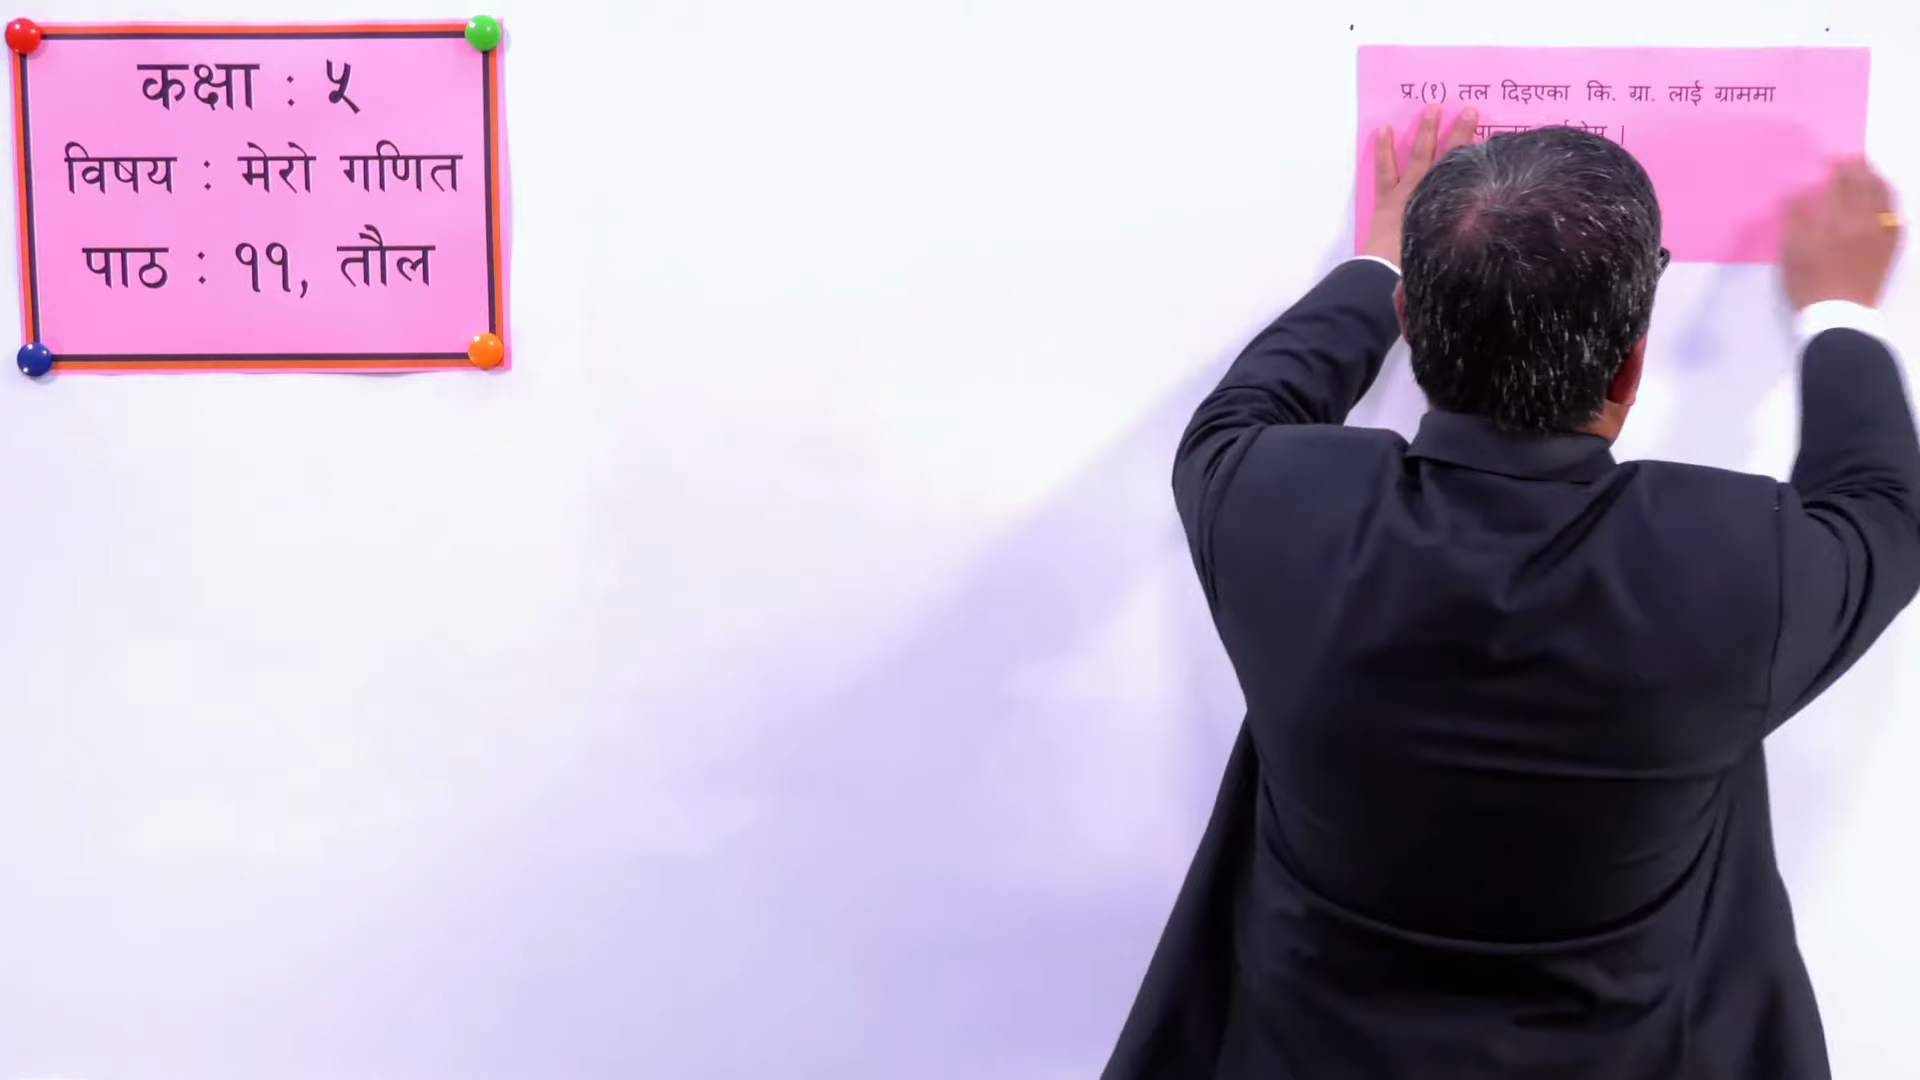 कक्षा : ५
विषय : मेरो गणित
पाठ : ११, तौल
प्र.(१) तल दिइएका कि. ग्रा. लाई ग्राममा